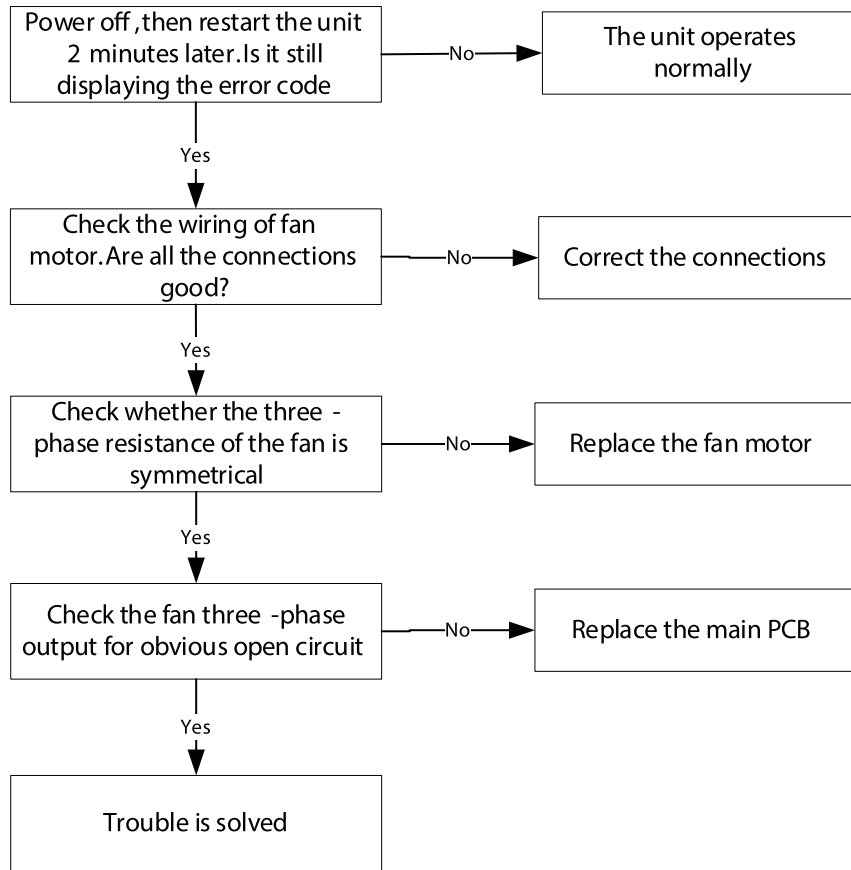 Power off ,then restart the unit
2 minutes later.Is it still
displaying the error code
No
The unit operates
normally
Yes
Check the wiring of fan
motor.Are all the connections
good?
No
Correct the connections
Yes
Check whether the three -
phase resistance of the fan is
symmetrical
No
Replace the fan motor
Yes
Check the fan three -phase
output for obvious open circuit
No
Replace the main PCB
Yes
Trouble is solved